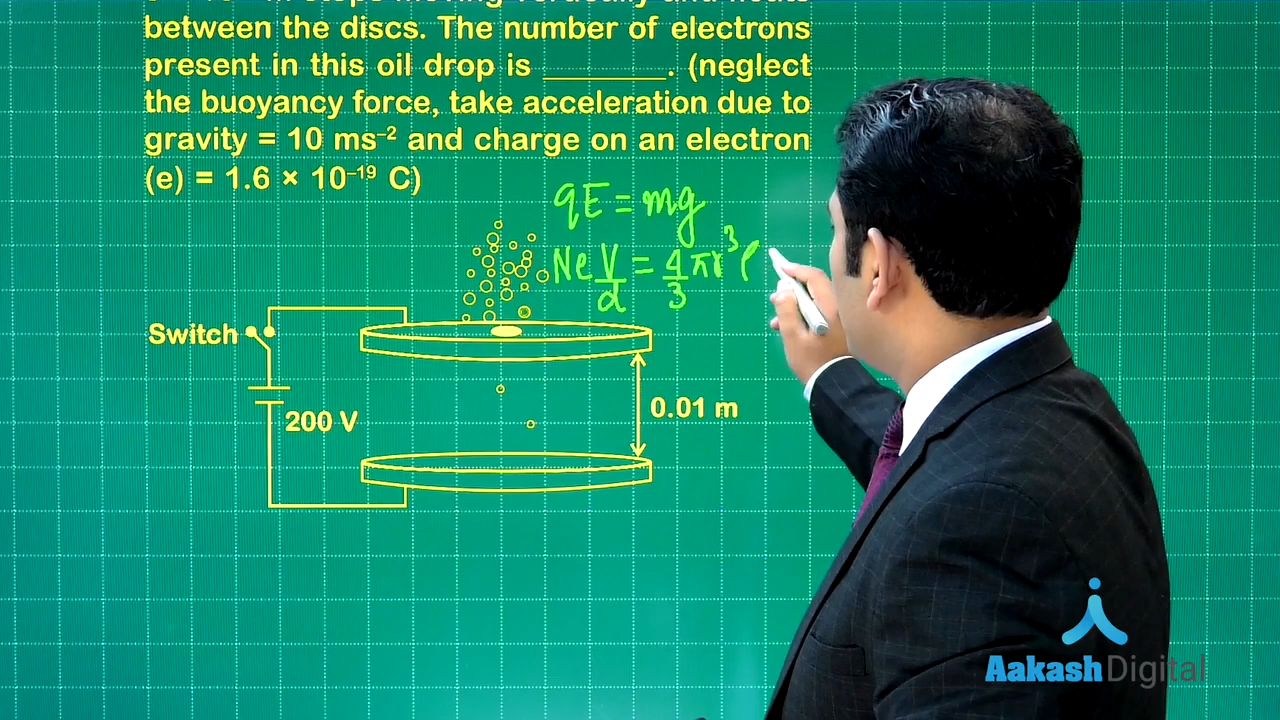 between the discs. The number of electrons
present in this oil drop is ________. (neglect
the buoyancy force, take acceleration due to
gravity = 10 ms⁻² and charge on an electron
(e) = 1.6 × 10⁻¹⁹ C)
qE = mg
Ne V/d = 4/3 πr³ρ
Switch
200 V
0.01 m
Aakash Digital